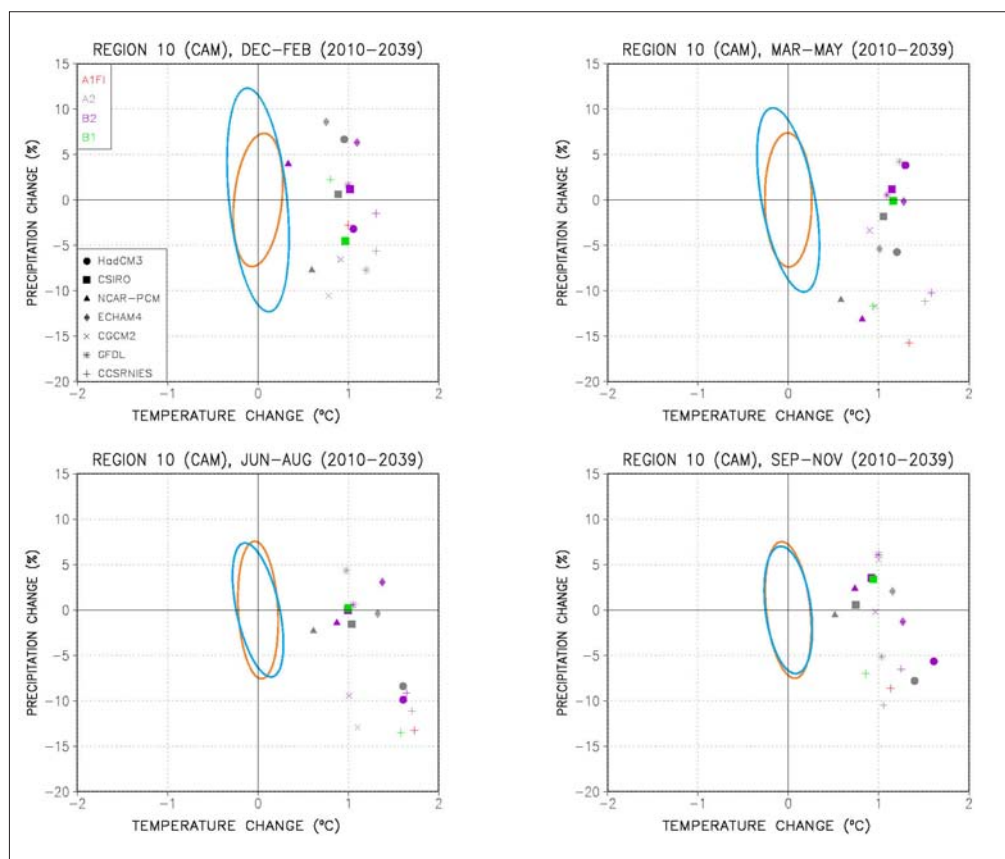 REGION 10 (CAM), DEC-FEB (2010-2039)
PRECIPITATION CHANGE (%)
15
10
5
0
-5
-10
-15
-20
A1FI
A2
B2
B1
HadCM3
CSIRO
NCAR-PCM
ECHAM4
CGCM2
GFDL
CCSRNIES
-2 -1 0 1 2
TEMPERATURE CHANGE (ºC)
REGION 10 (CAM), MAR-MAY (2010-2039)
PRECIPITATION CHANGE (%)
15
10
5
0
-5
-10
-15
-20
-2 -1 0 1 2
TEMPERATURE CHANGE (ºC)
REGION 10 (CAM), JUN-AUG (2010-2039)
PRECIPITATION CHANGE (%)
15
10
5
0
-5
-10
-15
-20
-2 -1 0 1 2
TEMPERATURE CHANGE (ºC)
REGION 10 (CAM), SEP-NOV (2010-2039)
PRECIPITATION CHANGE (%)
15
10
5
0
-5
-10
-15
-20
-2 -1 0 1 2
TEMPERATURE CHANGE (ºC)